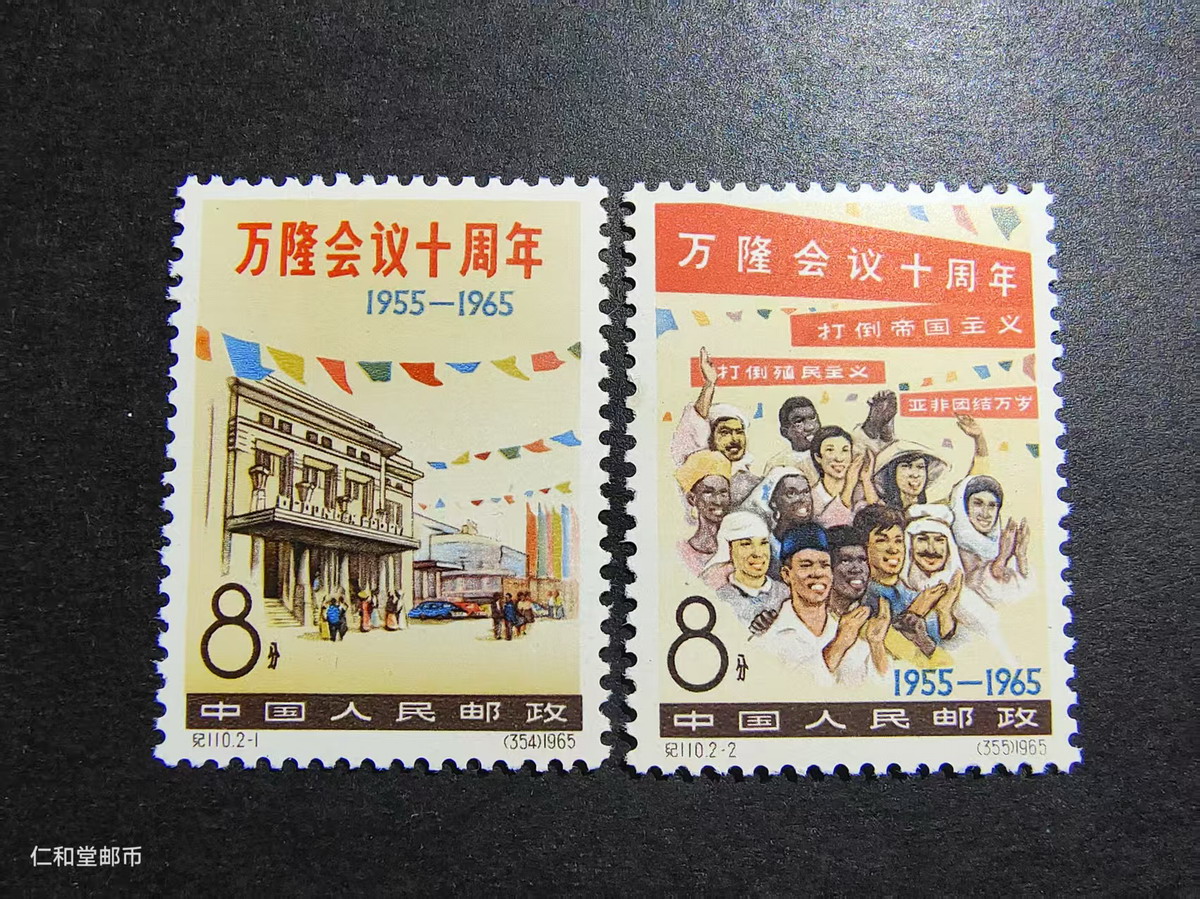 万隆会议十周年
1955—1965
8分
中国人民邮政
纪110.2-1
(354)1965
万隆会议十周年
打倒帝国主义
打倒殖民主义
亚非团结万岁
8分
1955—1965
中国人民邮政
纪110.2-2
(355)1965
仁和堂邮币